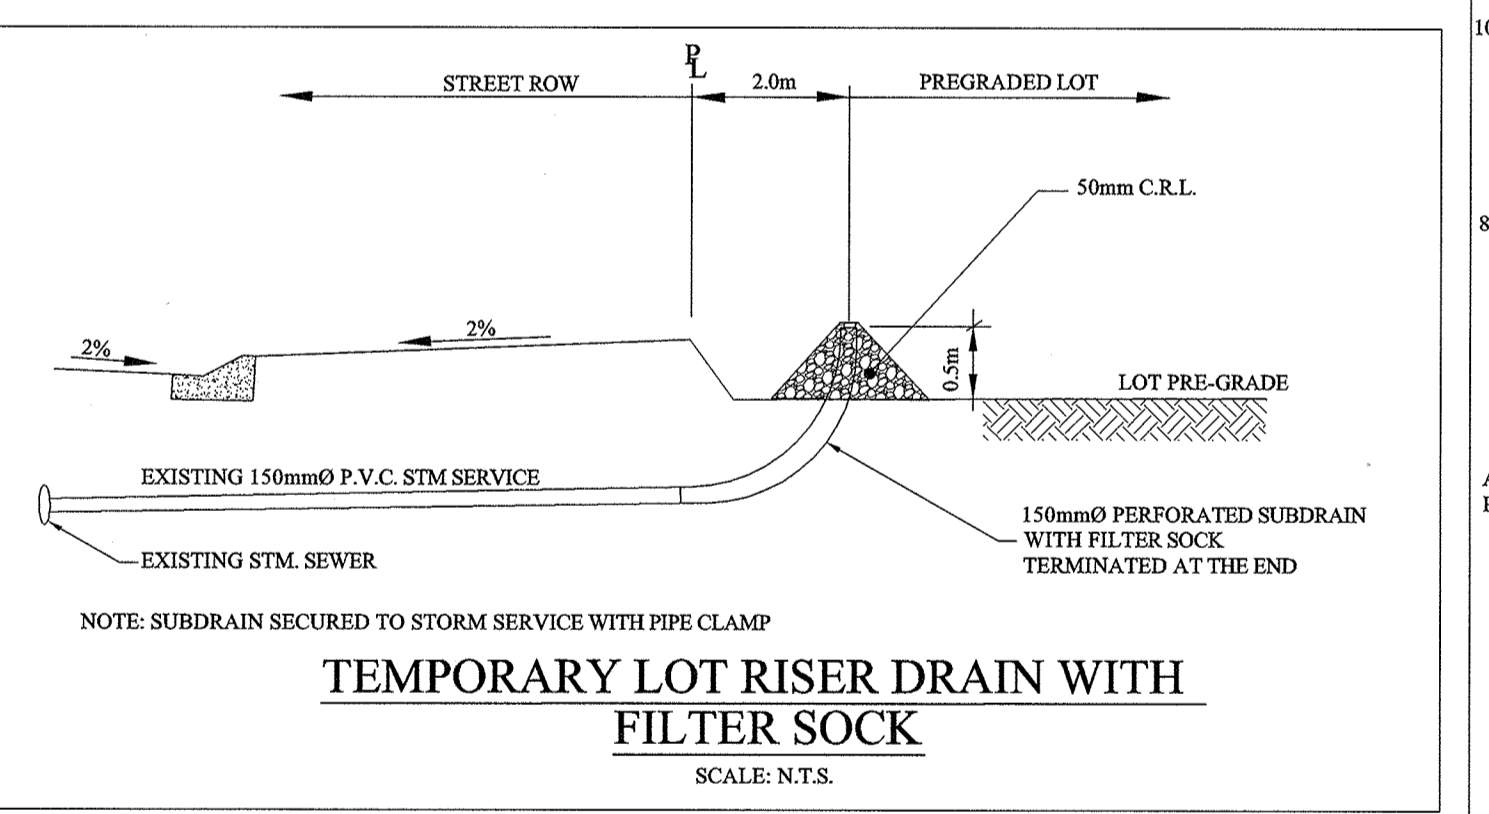 PL
STREET ROW
2.0m
PREGRADED LOT
50mm C.R.L.
2%
2%
0.5m
LOT PRE-GRADE
EXISTING 150mmØ P.V.C. STM SERVICE
150mmØ PERFORATED SUBDRAIN
WITH FILTER SOCK
TERMINATED AT THE END
EXISTING STM. SEWER
NOTE: SUBDRAIN SECURED TO STORM SERVICE WITH PIPE CLAMP
TEMPORARY LOT RISER DRAIN WITH
FILTER SOCK
SCALE: N.T.S.
10
8